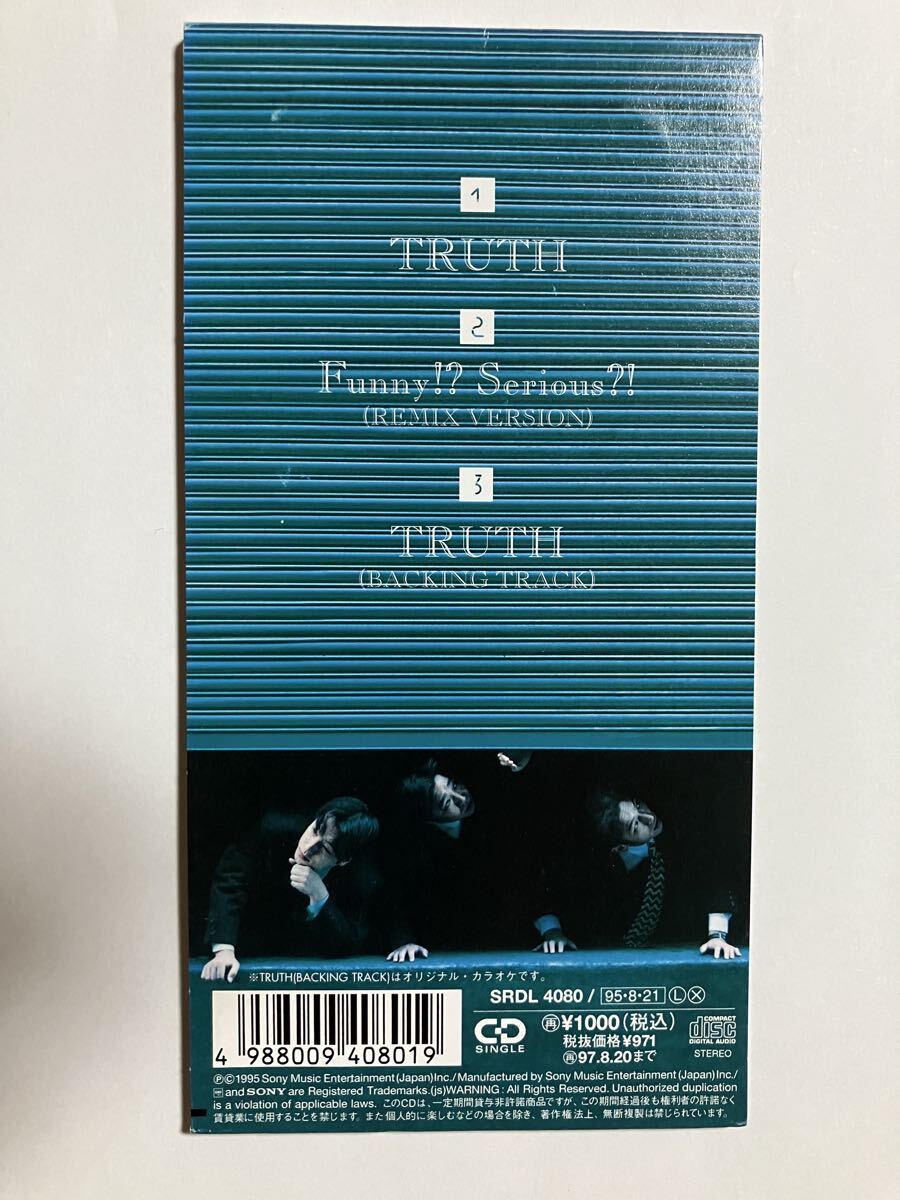 1
TRUTH
2
Funny!? Serious?!
(REMIX VERSION)
3
TRUTH
(BACKING TRACK)
※TRUTH(BACKING TRACK)はオリジナル・カラオケです。
4 988009 408019
SRDL 4080 / 95・8・21 Ⓛ Ⓧ
CD SINGLE
再 ¥1000(税込)
税抜価格¥971
再 97.8.20まで
COMPACT disc DIGITAL AUDIO
STEREO
Ⓟ©1995 Sony Music Entertainment(Japan)Inc./Manufactured by Sony Music Entertainment(Japan)Inc./
and SONY are Registered Trademarks.(js)WARNING: All Rights Reserved. Unauthorized duplication
is a violation of applicable laws. このCDは、一定期間貸与非許諾商品ですが、この期間経過後も権利者の許諾なく
賃貸業に使用することを禁じます。また個人的に楽しむなどの場合を除き、著作権法上、無断複製は禁じられています。